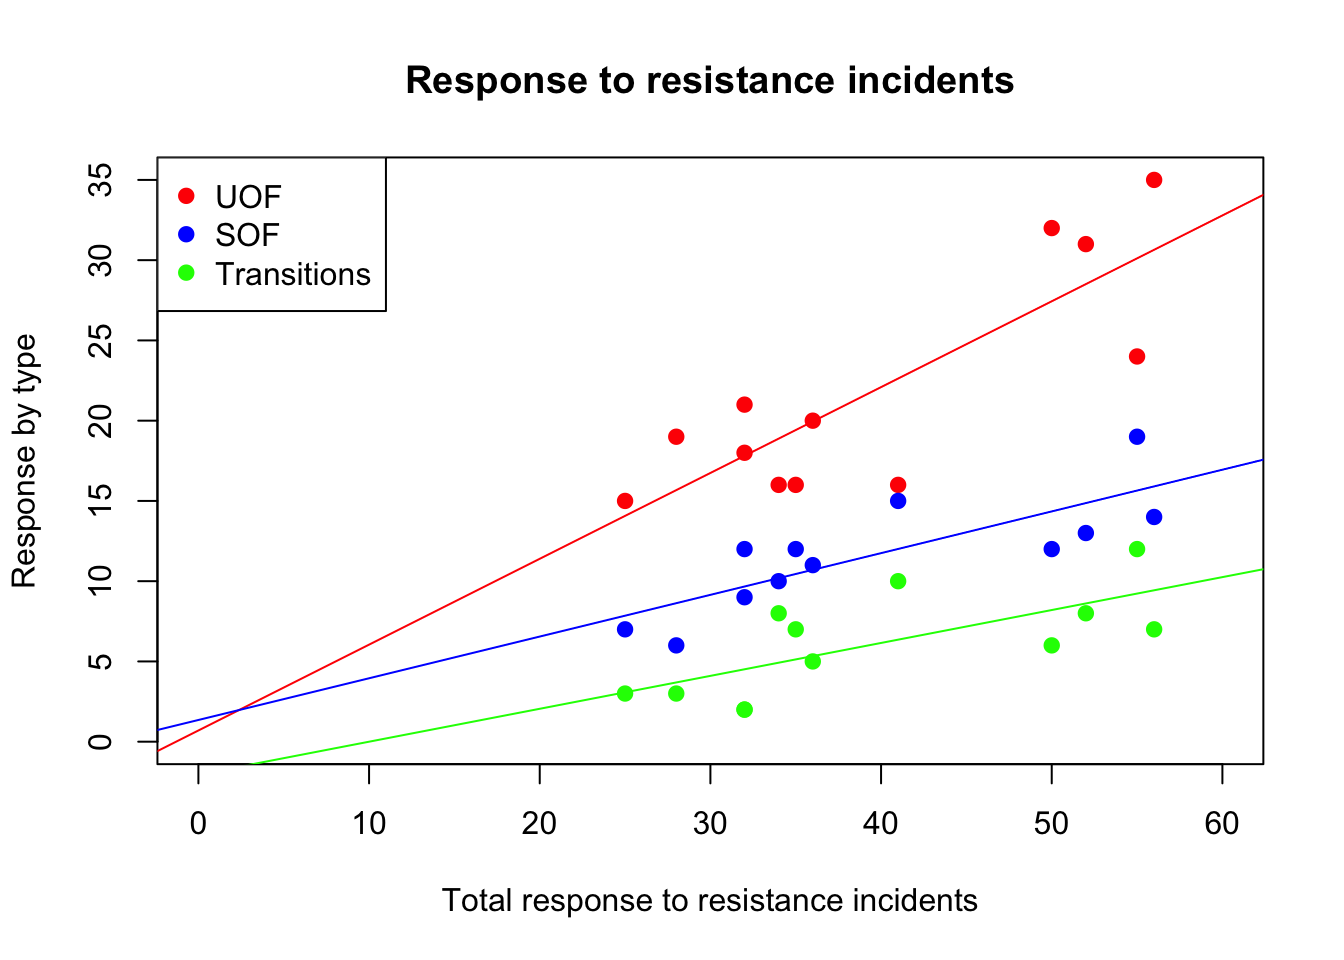 Response to resistance incidents
UOF
SOF
Transitions
Response by type
35
30
25
20
15
10
5
0
0 10 20 30 40 50 60
Total response to resistance incidents